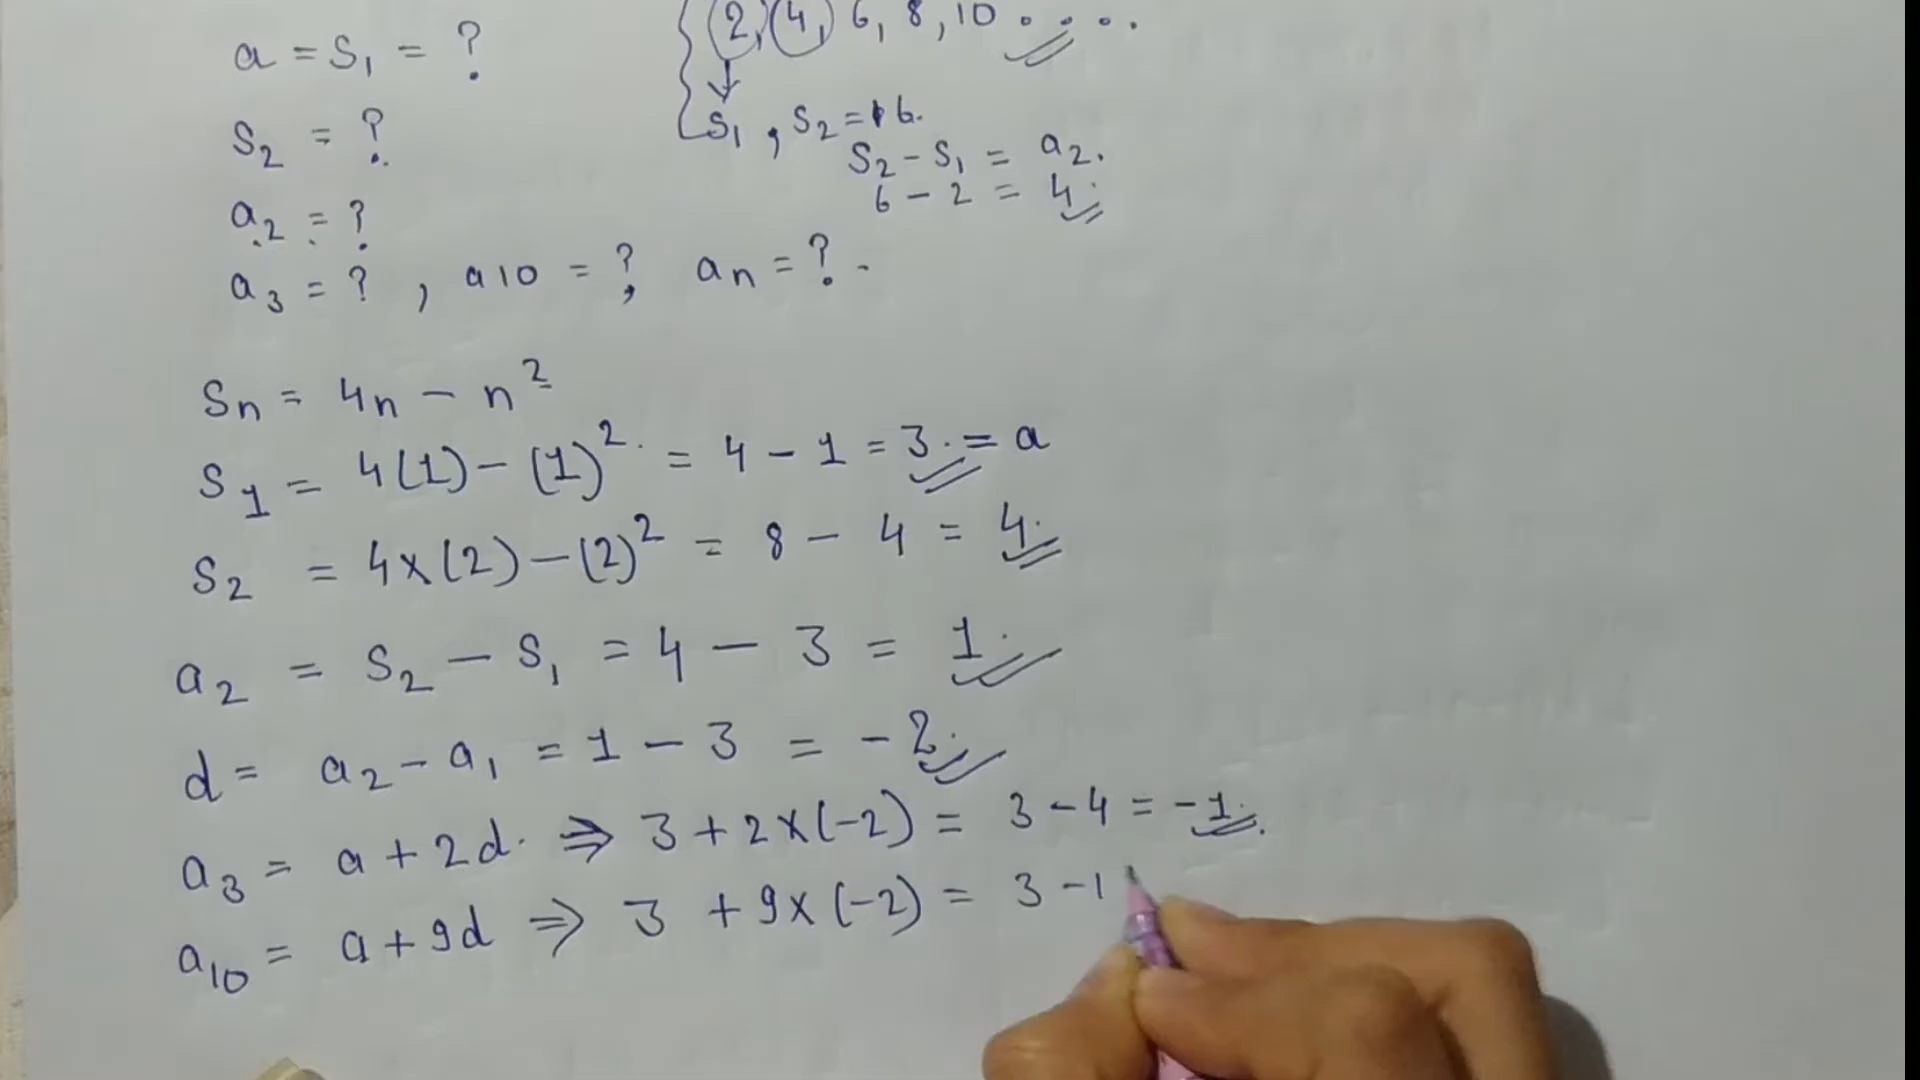 a = S₁ = ?
{ 2, 4, 6, 8, 10 . . . .
S₁ , S₂ = 6.
S₂ = ?
S₂ – S₁ = a₂.
6 – 2 = 4.
a₂ = ?
a₃ = ? , a10 = ? , an = ? .
Sn = 4n – n²
S₁ = 4(1) – (1)² = 4 – 1 = 3. = a
S₂ = 4×(2) – (2)² = 8 – 4 = 4.
a₂ = S₂ – S₁ = 4 – 3 = 1.
d = a₂ – a₁ = 1 – 3 = -2.
a₃ = a + 2d. ⇒ 3 + 2×(-2) = 3 – 4 = -1.
a₁₀ = a + 9d ⇒ 3 + 9×(-2) = 3 – 1